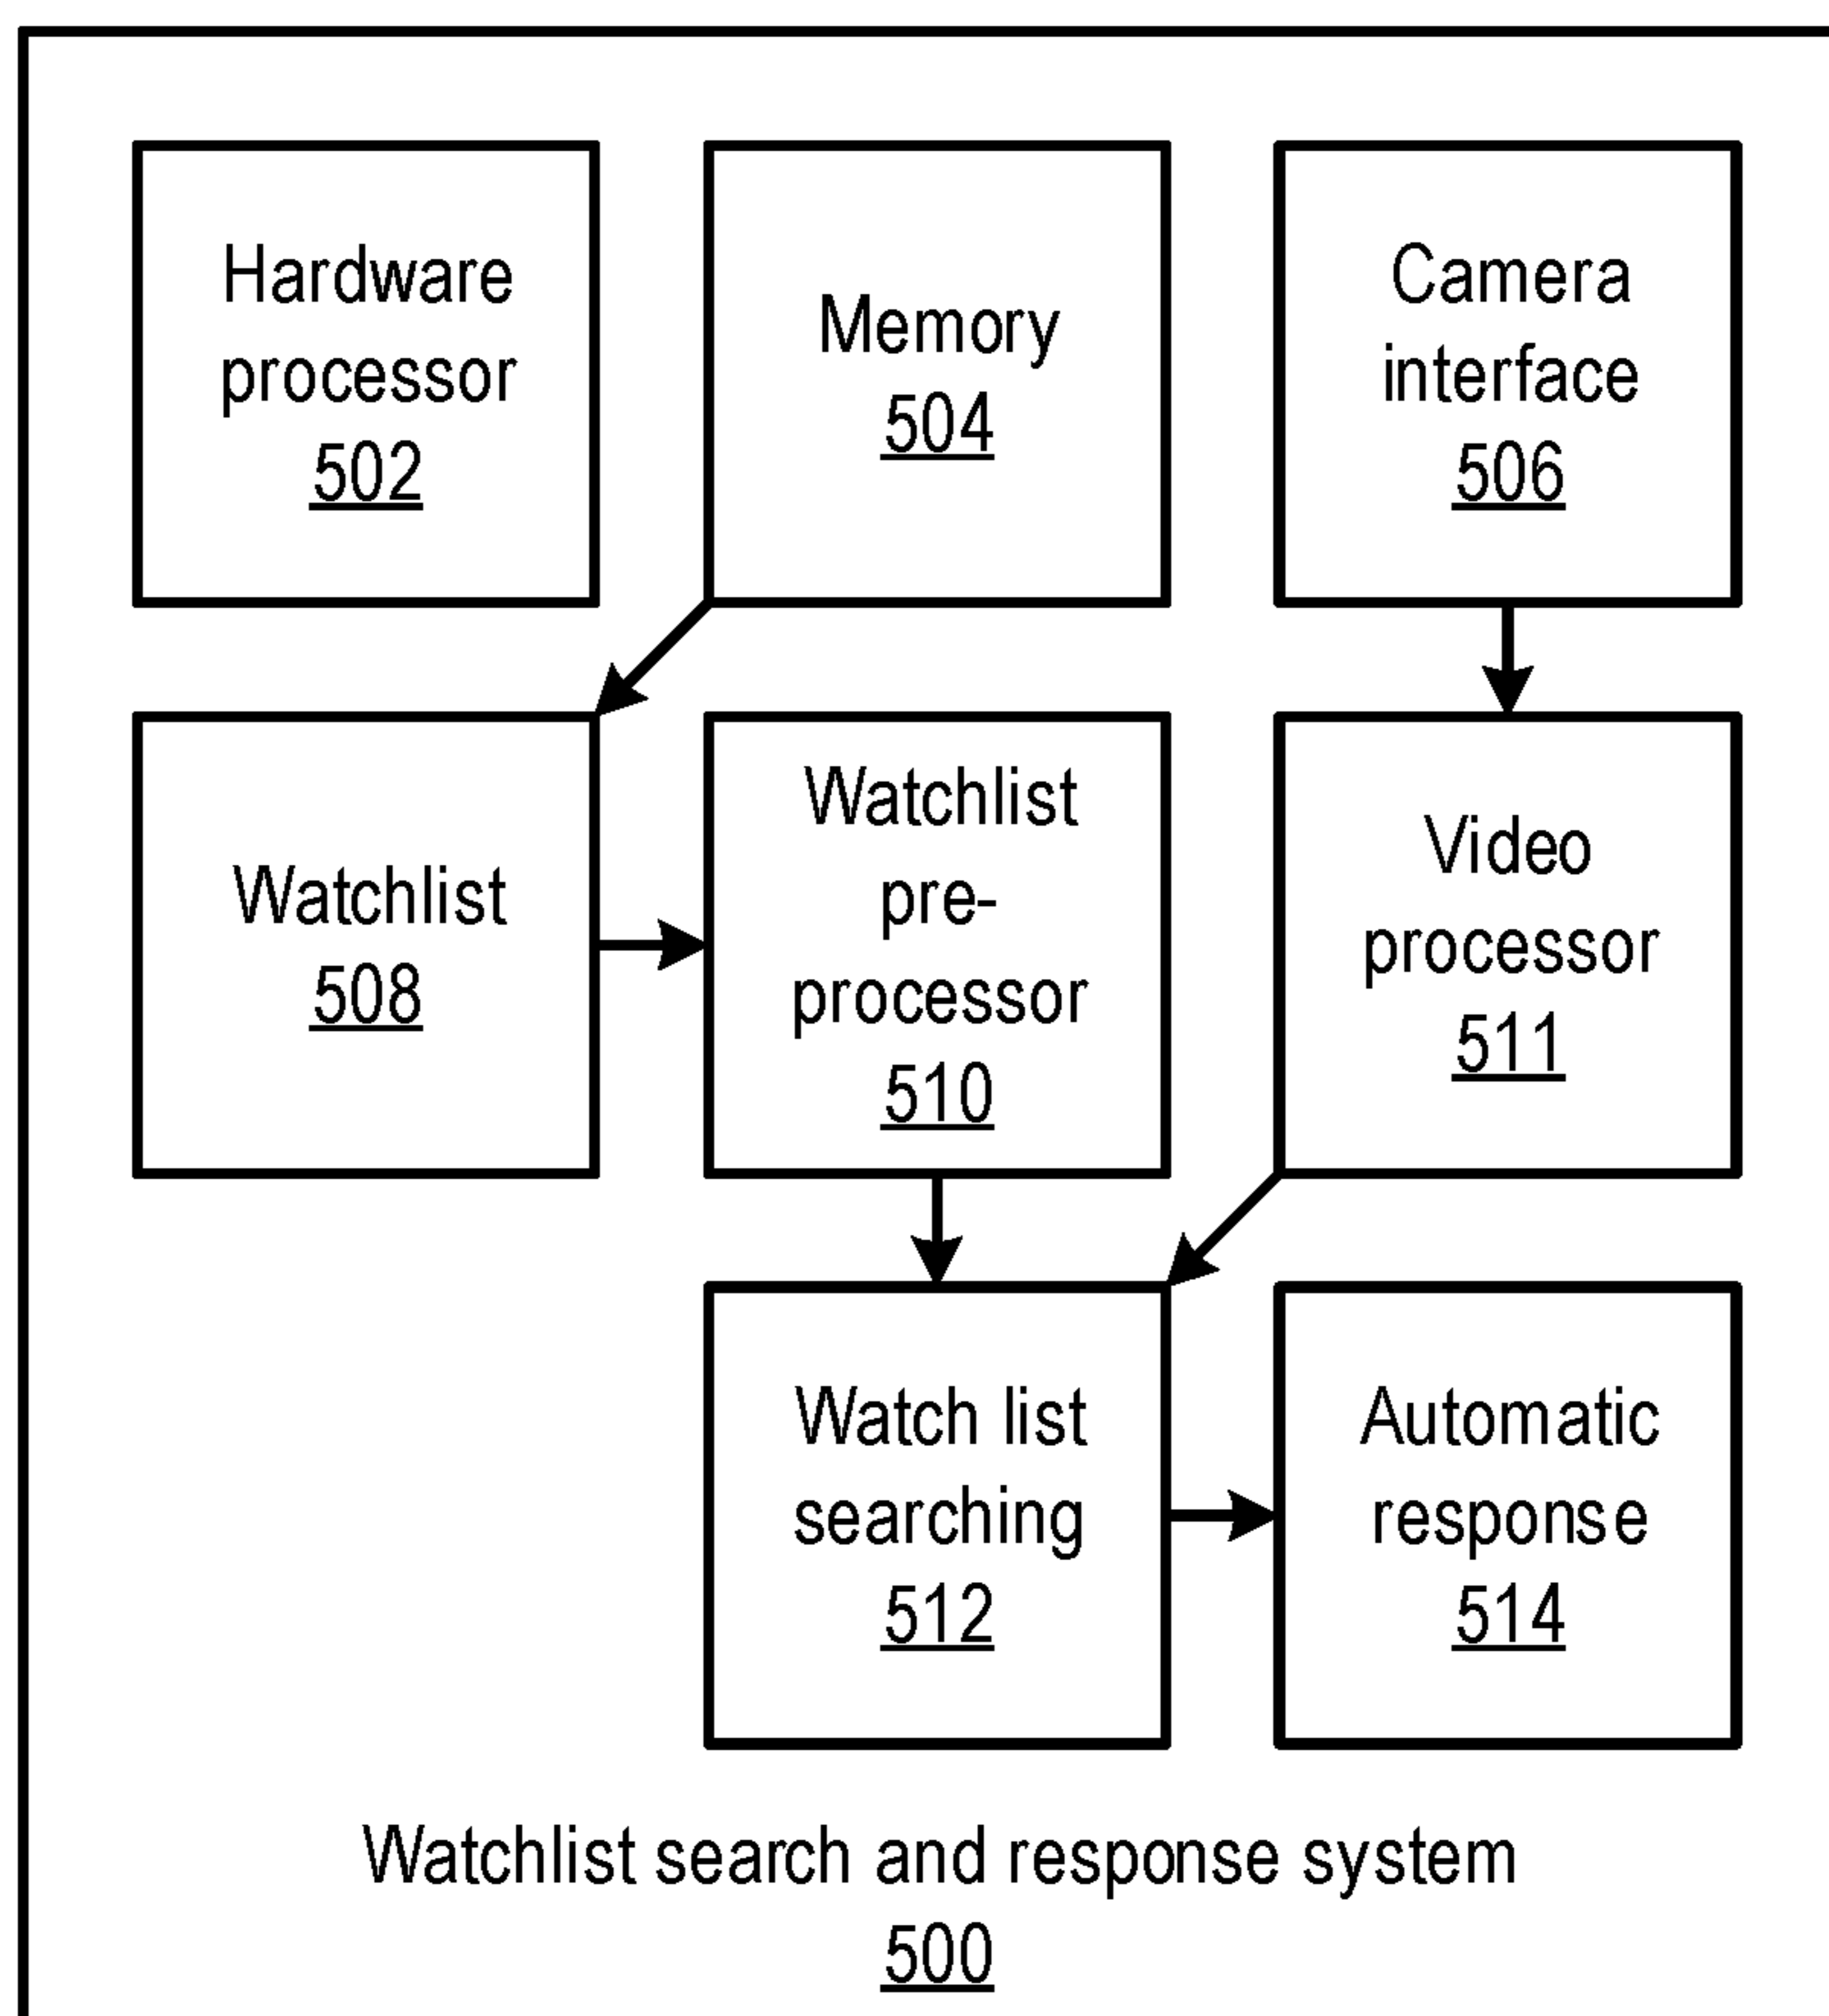 Hardware
processor
502
Memory
504
Camera
interface
506
Watchlist
508
Watchlist
pre-
processor
510
Video
processor
511
Watch list
searching
512
Automatic
response
514
Watchlist search and response system
500